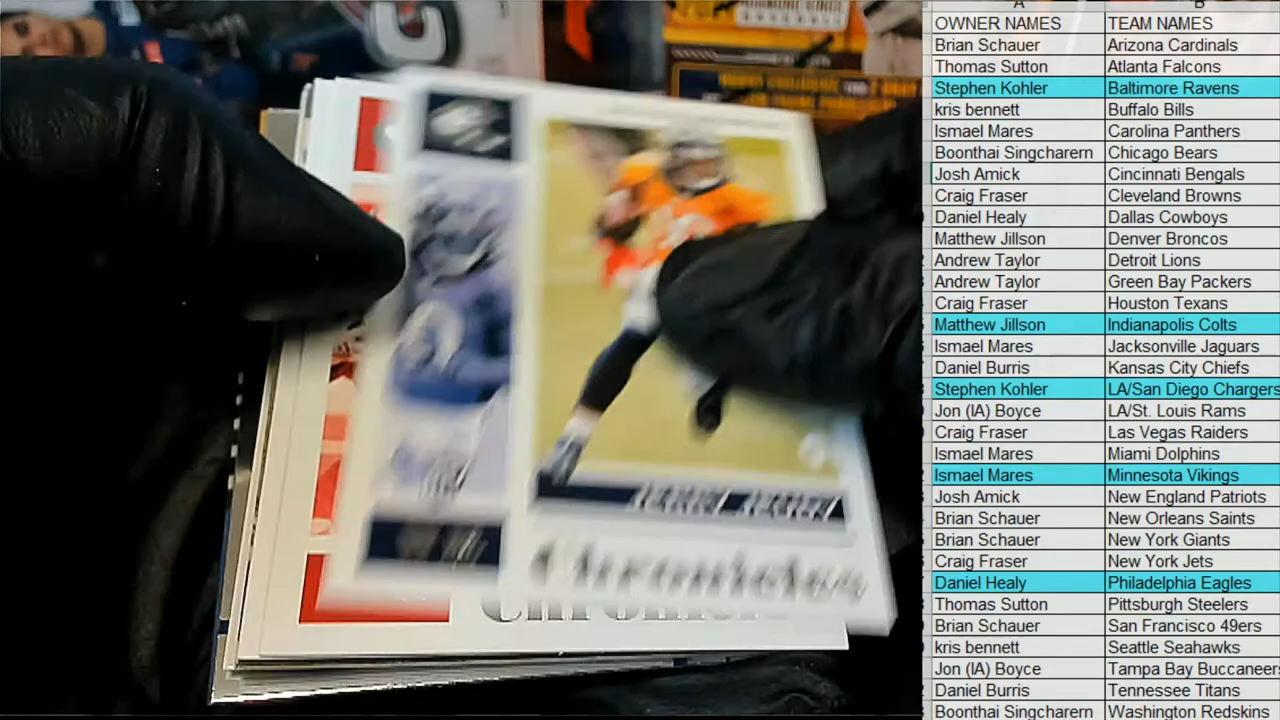 A B
OWNER NAMES TEAM NAMES
Brian Schauer Arizona Cardinals
Thomas Sutton Atlanta Falcons
Stephen Kohler Baltimore Ravens
kris bennett Buffalo Bills
Ismael Mares Carolina Panthers
Boonthai Singcharern Chicago Bears
Josh Amick Cincinnati Bengals
Craig Fraser Cleveland Browns
Daniel Healy Dallas Cowboys
Matthew Jillson Denver Broncos
Andrew Taylor Detroit Lions
Andrew Taylor Green Bay Packers
Craig Fraser Houston Texans
Matthew Jillson Indianapolis Colts
Ismael Mares Jacksonville Jaguars
Daniel Burris Kansas City Chiefs
Stephen Kohler LA/San Diego Chargers
Jon (IA) Boyce LA/St. Louis Rams
Craig Fraser Las Vegas Raiders
Ismael Mares Miami Dolphins
Ismael Mares Minnesota Vikings
Josh Amick New England Patriots
Brian Schauer New Orleans Saints
Brian Schauer New York Giants
Craig Fraser New York Jets
Daniel Healy Philadelphia Eagles
Thomas Sutton Pittsburgh Steelers
Brian Schauer San Francisco 49ers
kris bennett Seattle Seahawks
Jon (IA) Boyce Tampa Bay Buccaneer
Daniel Burris Tennessee Titans
Boonthai Singcharern Washington Redskins
Chronicles